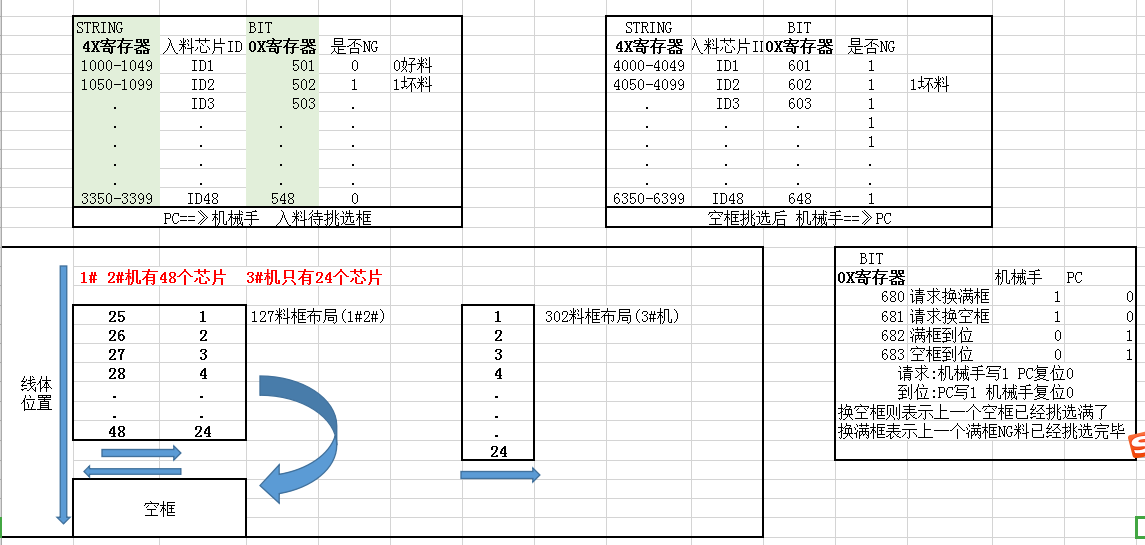 STRING BIT
4X寄存器 入料芯片ID 0X寄存器 是否NG
1000-1049 ID1 501 0 0好料
1050-1099 ID2 502 1 1坏料
. ID3 503 .
. . . .
. . . .
. . . .
. . . .
3350-3399 ID48 548 0
PC==》机械手 入料待挑选框
STRING BIT
4X寄存器 入料芯片II 0X寄存器 是否NG
4000-4049 ID1 601 1
4050-4099 ID2 602 1 1坏料
. ID3 603 1
. . . 1
. . . 1
. . . .
. . . .
6350-6399 ID48 648 1
空框挑选后 机械手==》PC
1# 2#机有48个芯片 3#机只有24个芯片
25 1 127料框布局(1#2#)
26 2
27 3
28 4
. .
. .
48 24
线体
位置
空框
1 302料框布局(3#机)
2
3
4
.
.
.
24
BIT
0X寄存器 机械手 PC
680 请求换满框 1 0
681 请求换空框 1 0
682 满框到位 0 1
683 空框到位 0 1
请求:机械手写1 PC复位0
到位:PC写1 机械手复位0
换空框则表示上一个空框已经挑选满了
换满框表示上一个满框NG料已经挑选完毕